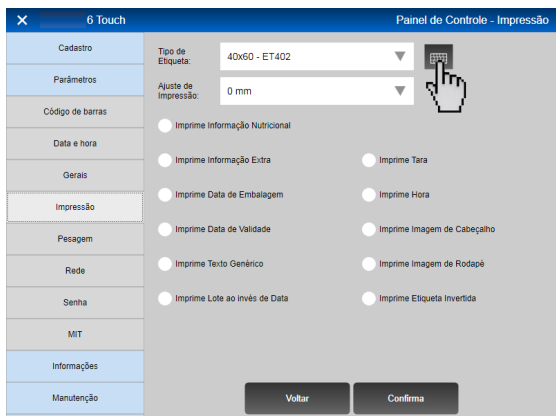 6 Touch
Painel de Controle - Impressão
Cadastro
Parâmetros
Código de barras
Data e hora
Gerais
Impressão
Pesagem
Rede
Senha
MIT
Informações
Manutenção
Tipo de
Etiqueta:
40x60 - ET402
Ajuste de
Impressão:
0 mm
Imprime Informação Nutricional
Imprime Informação Extra
Imprime Tara
Imprime Data de Embalagem
Imprime Hora
Imprime Data de Validade
Imprime Imagem de Cabeçalho
Imprime Texto Genérico
Imprime Imagem de Rodapé
Imprime Lote ao invés de Data
Imprime Etiqueta Invertida
Voltar
Confirma